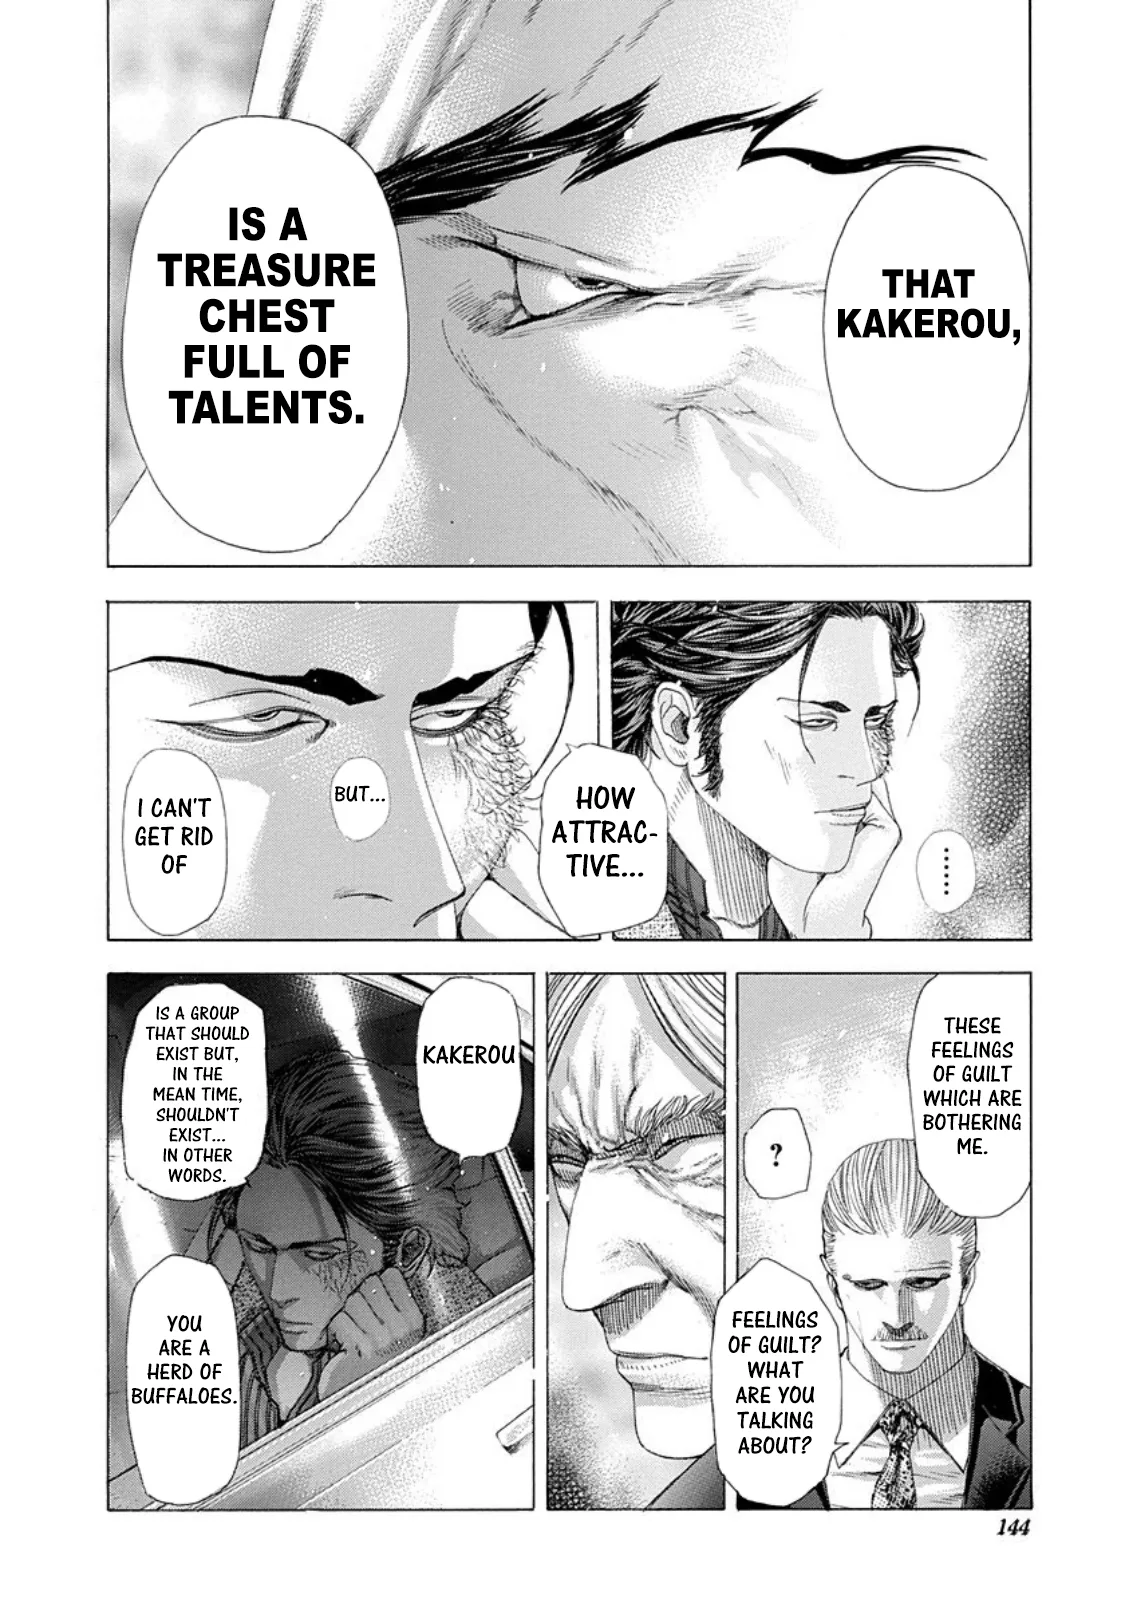 THAT
KAKEROU,
IS A
TREASURE
CHEST
FULL OF
TALENTS.
........
HOW
ATTRAC-
TIVE...
BUT...
I CAN'T
GET RID
OF
THESE
FEELINGS
OF GUILT
WHICH ARE
BOTHERING
ME.
?
FEELINGS
OF GUILT?
WHAT
ARE YOU
TALKING
ABOUT?
KAKEROU
IS A GROUP
THAT SHOULD
EXIST BUT,
IN THE
MEAN TIME,
SHOULDN'T
EXIST...
IN OTHER
WORDS.
YOU
ARE A
HERD OF
BUFFALOES.
144